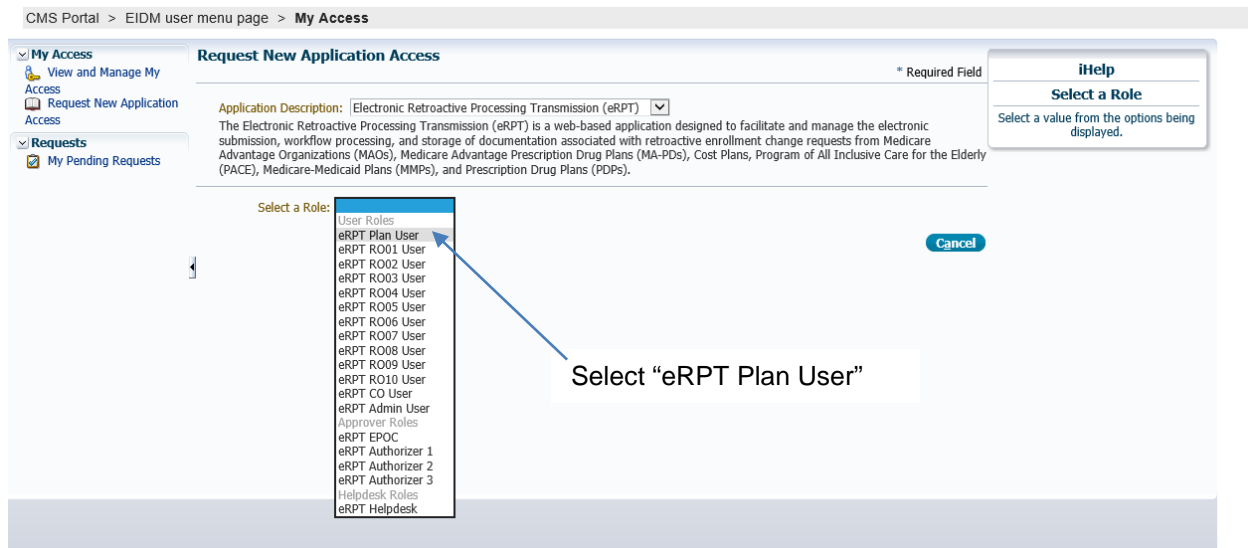 CMS Portal > EIDM user menu page > My Access
My Access
View and Manage My
Access
Request New Application
Access
Requests
My Pending Requests
Request New Application Access
* Required Field
Application Description: Electronic Retroactive Processing Transmission (eRPT)
The Electronic Retroactive Processing Transmission (eRPT) is a web-based application designed to facilitate and manage the electronic
submission, workflow processing, and storage of documentation associated with retroactive enrollment change requests from Medicare
Advantage Organizations (MAOs), Medicare Advantage Prescription Drug Plans (MA-PDs), Cost Plans, Program of All Inclusive Care for the Elderly
(PACE), Medicare-Medicaid Plans (MMPs), and Prescription Drug Plans (PDPs).
Select a Role:
User Roles
eRPT Plan User
eRPT RO01 User
eRPT RO02 User
eRPT RO03 User
eRPT RO04 User
eRPT RO05 User
eRPT RO06 User
eRPT RO07 User
eRPT RO08 User
eRPT RO09 User
eRPT RO10 User
eRPT CO User
eRPT Admin User
Approver Roles
eRPT EPOC
eRPT Authorizer 1
eRPT Authorizer 2
eRPT Authorizer 3
Helpdesk Roles
eRPT Helpdesk
Cancel
Select “eRPT Plan User”
iHelp
Select a Role
Select a value from the options being
displayed.